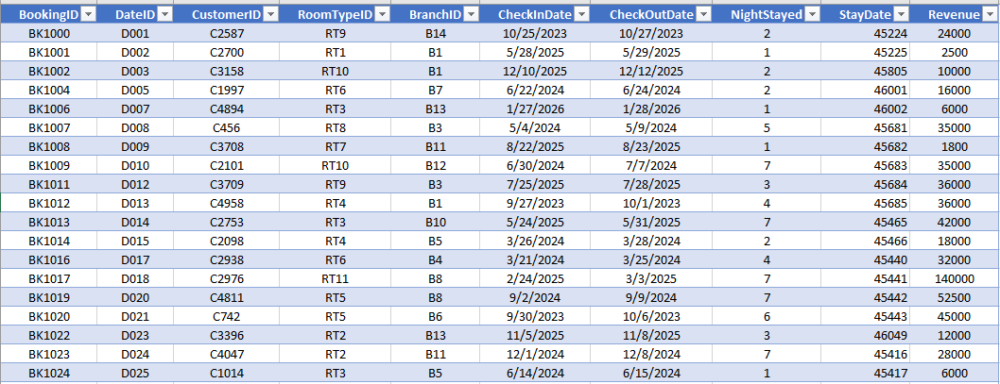 BookingID DateID CustomerID RoomTypeID BranchID CheckInDate CheckOutDate NightStayed StayDate Revenue
BK1000 D001 C2587 RT9 B14 10/25/2023 10/27/2023 2 45224 24000
BK1001 D002 C2700 RT1 B1 5/28/2025 5/29/2025 1 45225 2500
BK1002 D003 C3158 RT10 B1 12/10/2025 12/12/2025 2 45805 10000
BK1004 D005 C1997 RT6 B7 6/22/2024 6/24/2024 2 46001 16000
BK1006 D007 C4894 RT3 B13 1/27/2026 1/28/2026 1 46002 6000
BK1007 D008 C456 RT8 B3 5/4/2024 5/9/2024 5 45681 35000
BK1008 D009 C3708 RT7 B11 8/22/2025 8/23/2025 1 45682 1800
BK1009 D010 C2101 RT10 B12 6/30/2024 7/7/2024 7 45683 35000
BK1011 D012 C3709 RT9 B3 7/25/2025 7/28/2025 3 45684 36000
BK1012 D013 C4958 RT4 B1 9/27/2023 10/1/2023 4 45685 36000
BK1013 D014 C2753 RT3 B10 5/24/2025 5/31/2025 7 45465 42000
BK1014 D015 C2098 RT4 B5 3/26/2024 3/28/2024 2 45466 18000
BK1016 D017 C2938 RT6 B4 3/21/2024 3/25/2024 4 45440 32000
BK1017 D018 C2976 RT11 B8 2/24/2025 3/3/2025 7 45441 140000
BK1019 D020 C4811 RT5 B8 9/2/2024 9/9/2024 7 45442 52500
BK1020 D021 C742 RT5 B6 9/30/2023 10/6/2023 6 45443 45000
BK1022 D023 C3396 RT2 B13 11/5/2025 11/8/2025 3 46049 12000
BK1023 D024 C4047 RT2 B11 12/1/2024 12/8/2024 7 45416 28000
BK1024 D025 C1014 RT3 B5 6/14/2024 6/15/2024 1 45417 6000